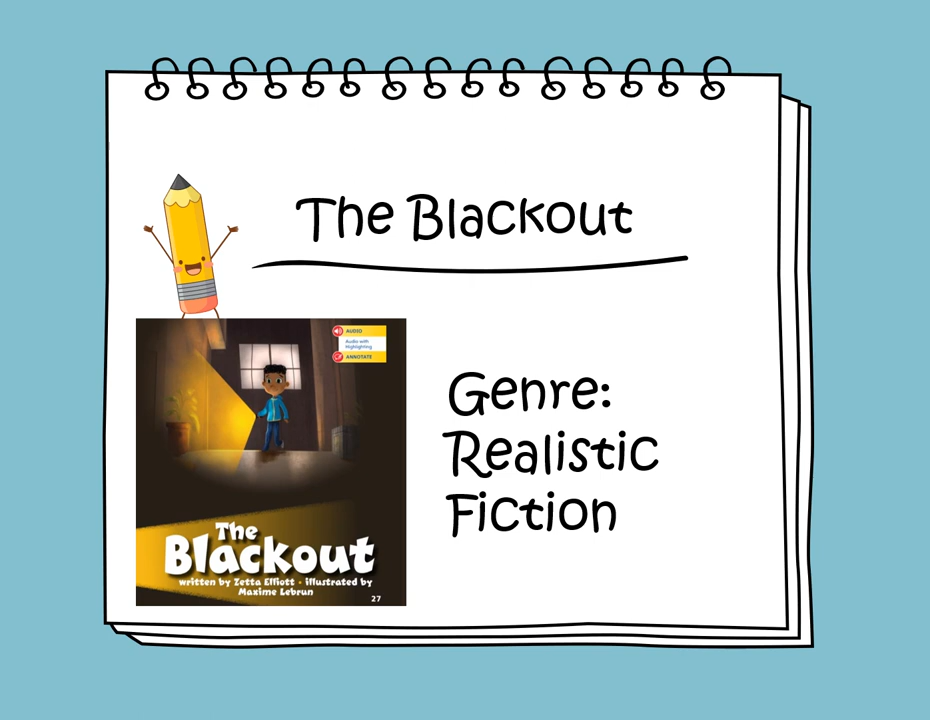 The Blackout
AUDIO
Audio with
Highlighting
ANNOTATE
Genre:
Realistic
Fiction
The
Blackout
written by Zetta Elliott • illustrated by
Maxime Lebrun
27